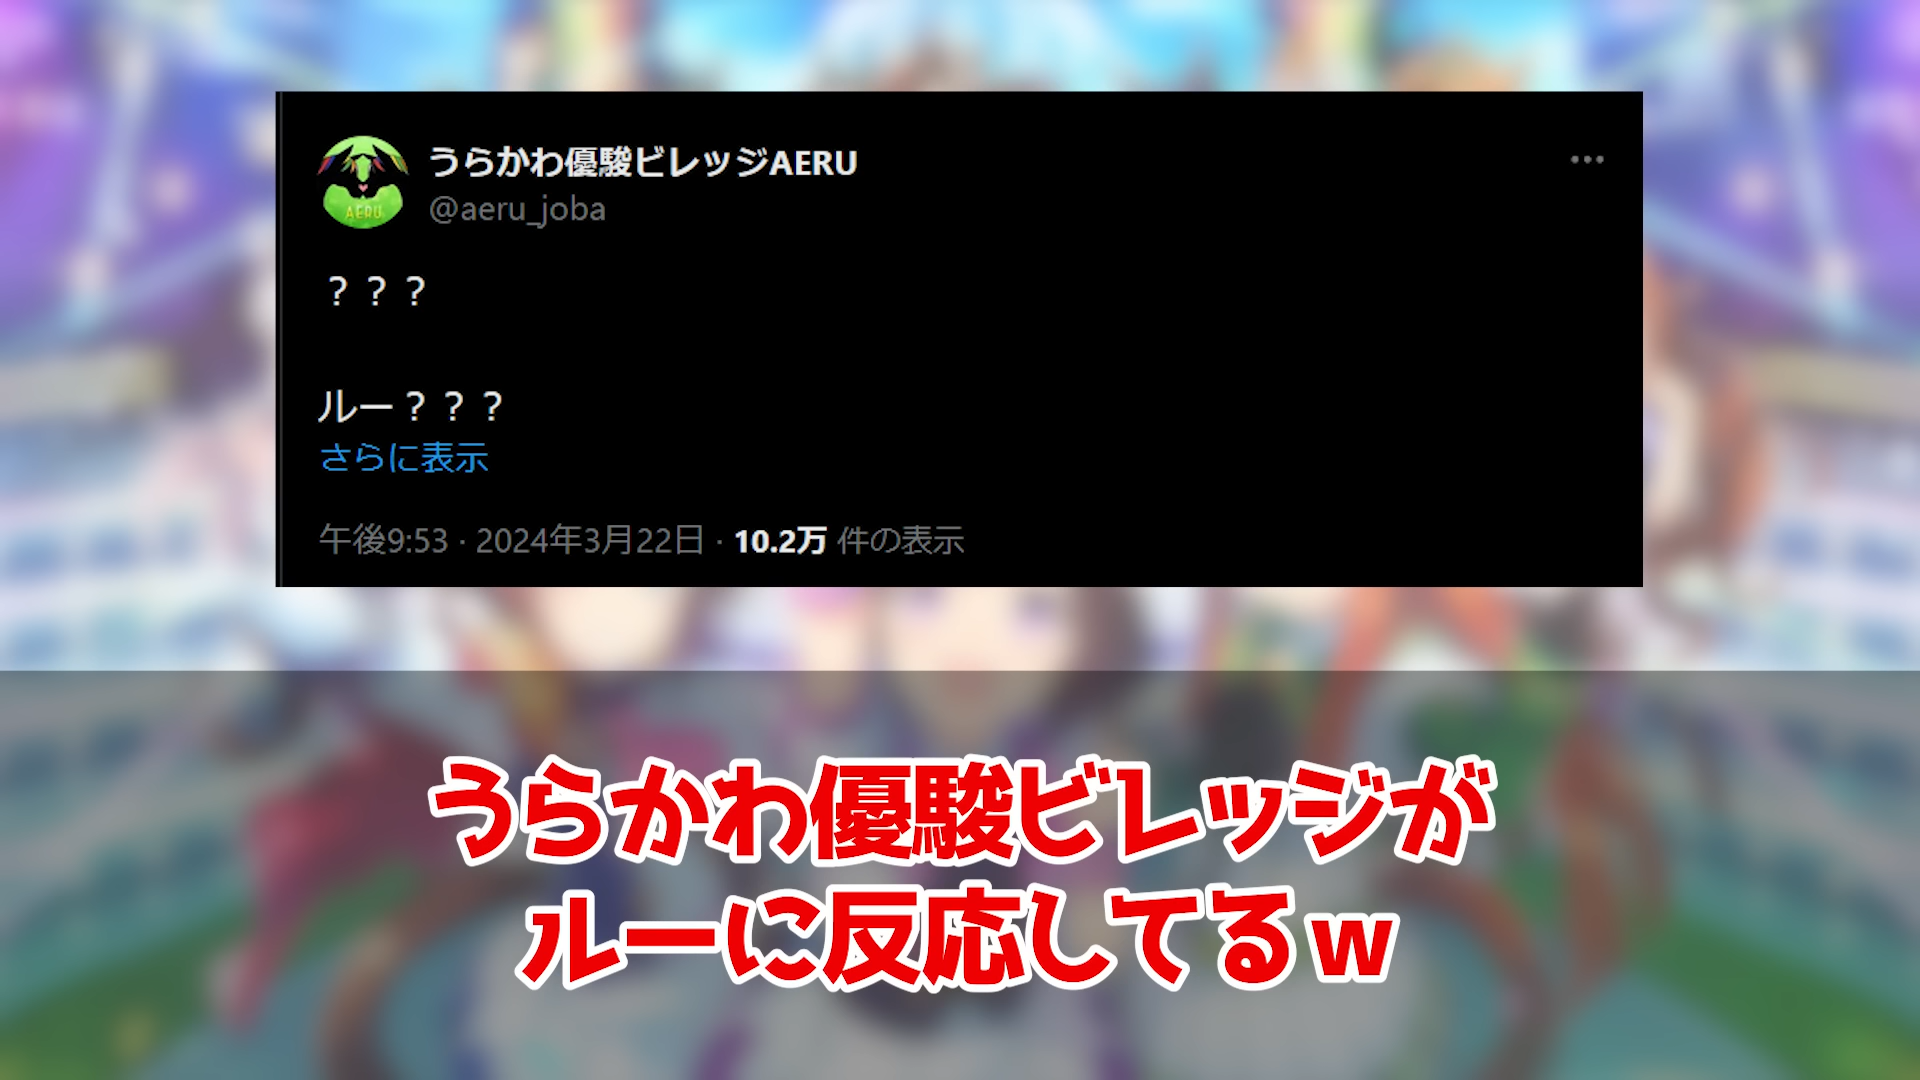 うらかわ優駿ビレッジAERU
@aeru_joba
AERU
？？？
ルー？？？
さらに表示
午後9:53 · 2024年3月22日 · 10.2万 件の表示
うらかわ優駿ビレッジが
ルーに反応してるｗ